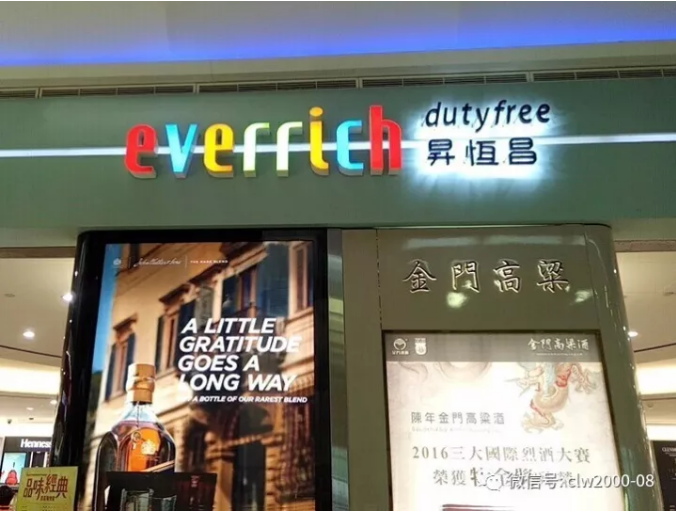 everrich
dutyfree
昇恆昌
金門高粱
A LITTLE
GRATITUDE
GOES A
LONG WAY
A BOTTLE OF OUR RAREST BLEND
金門高粱酒
陳年金門高粱酒
2016三大國際烈酒大賽
榮獲
Hennessy
品味經典
微信号: clw2000-08